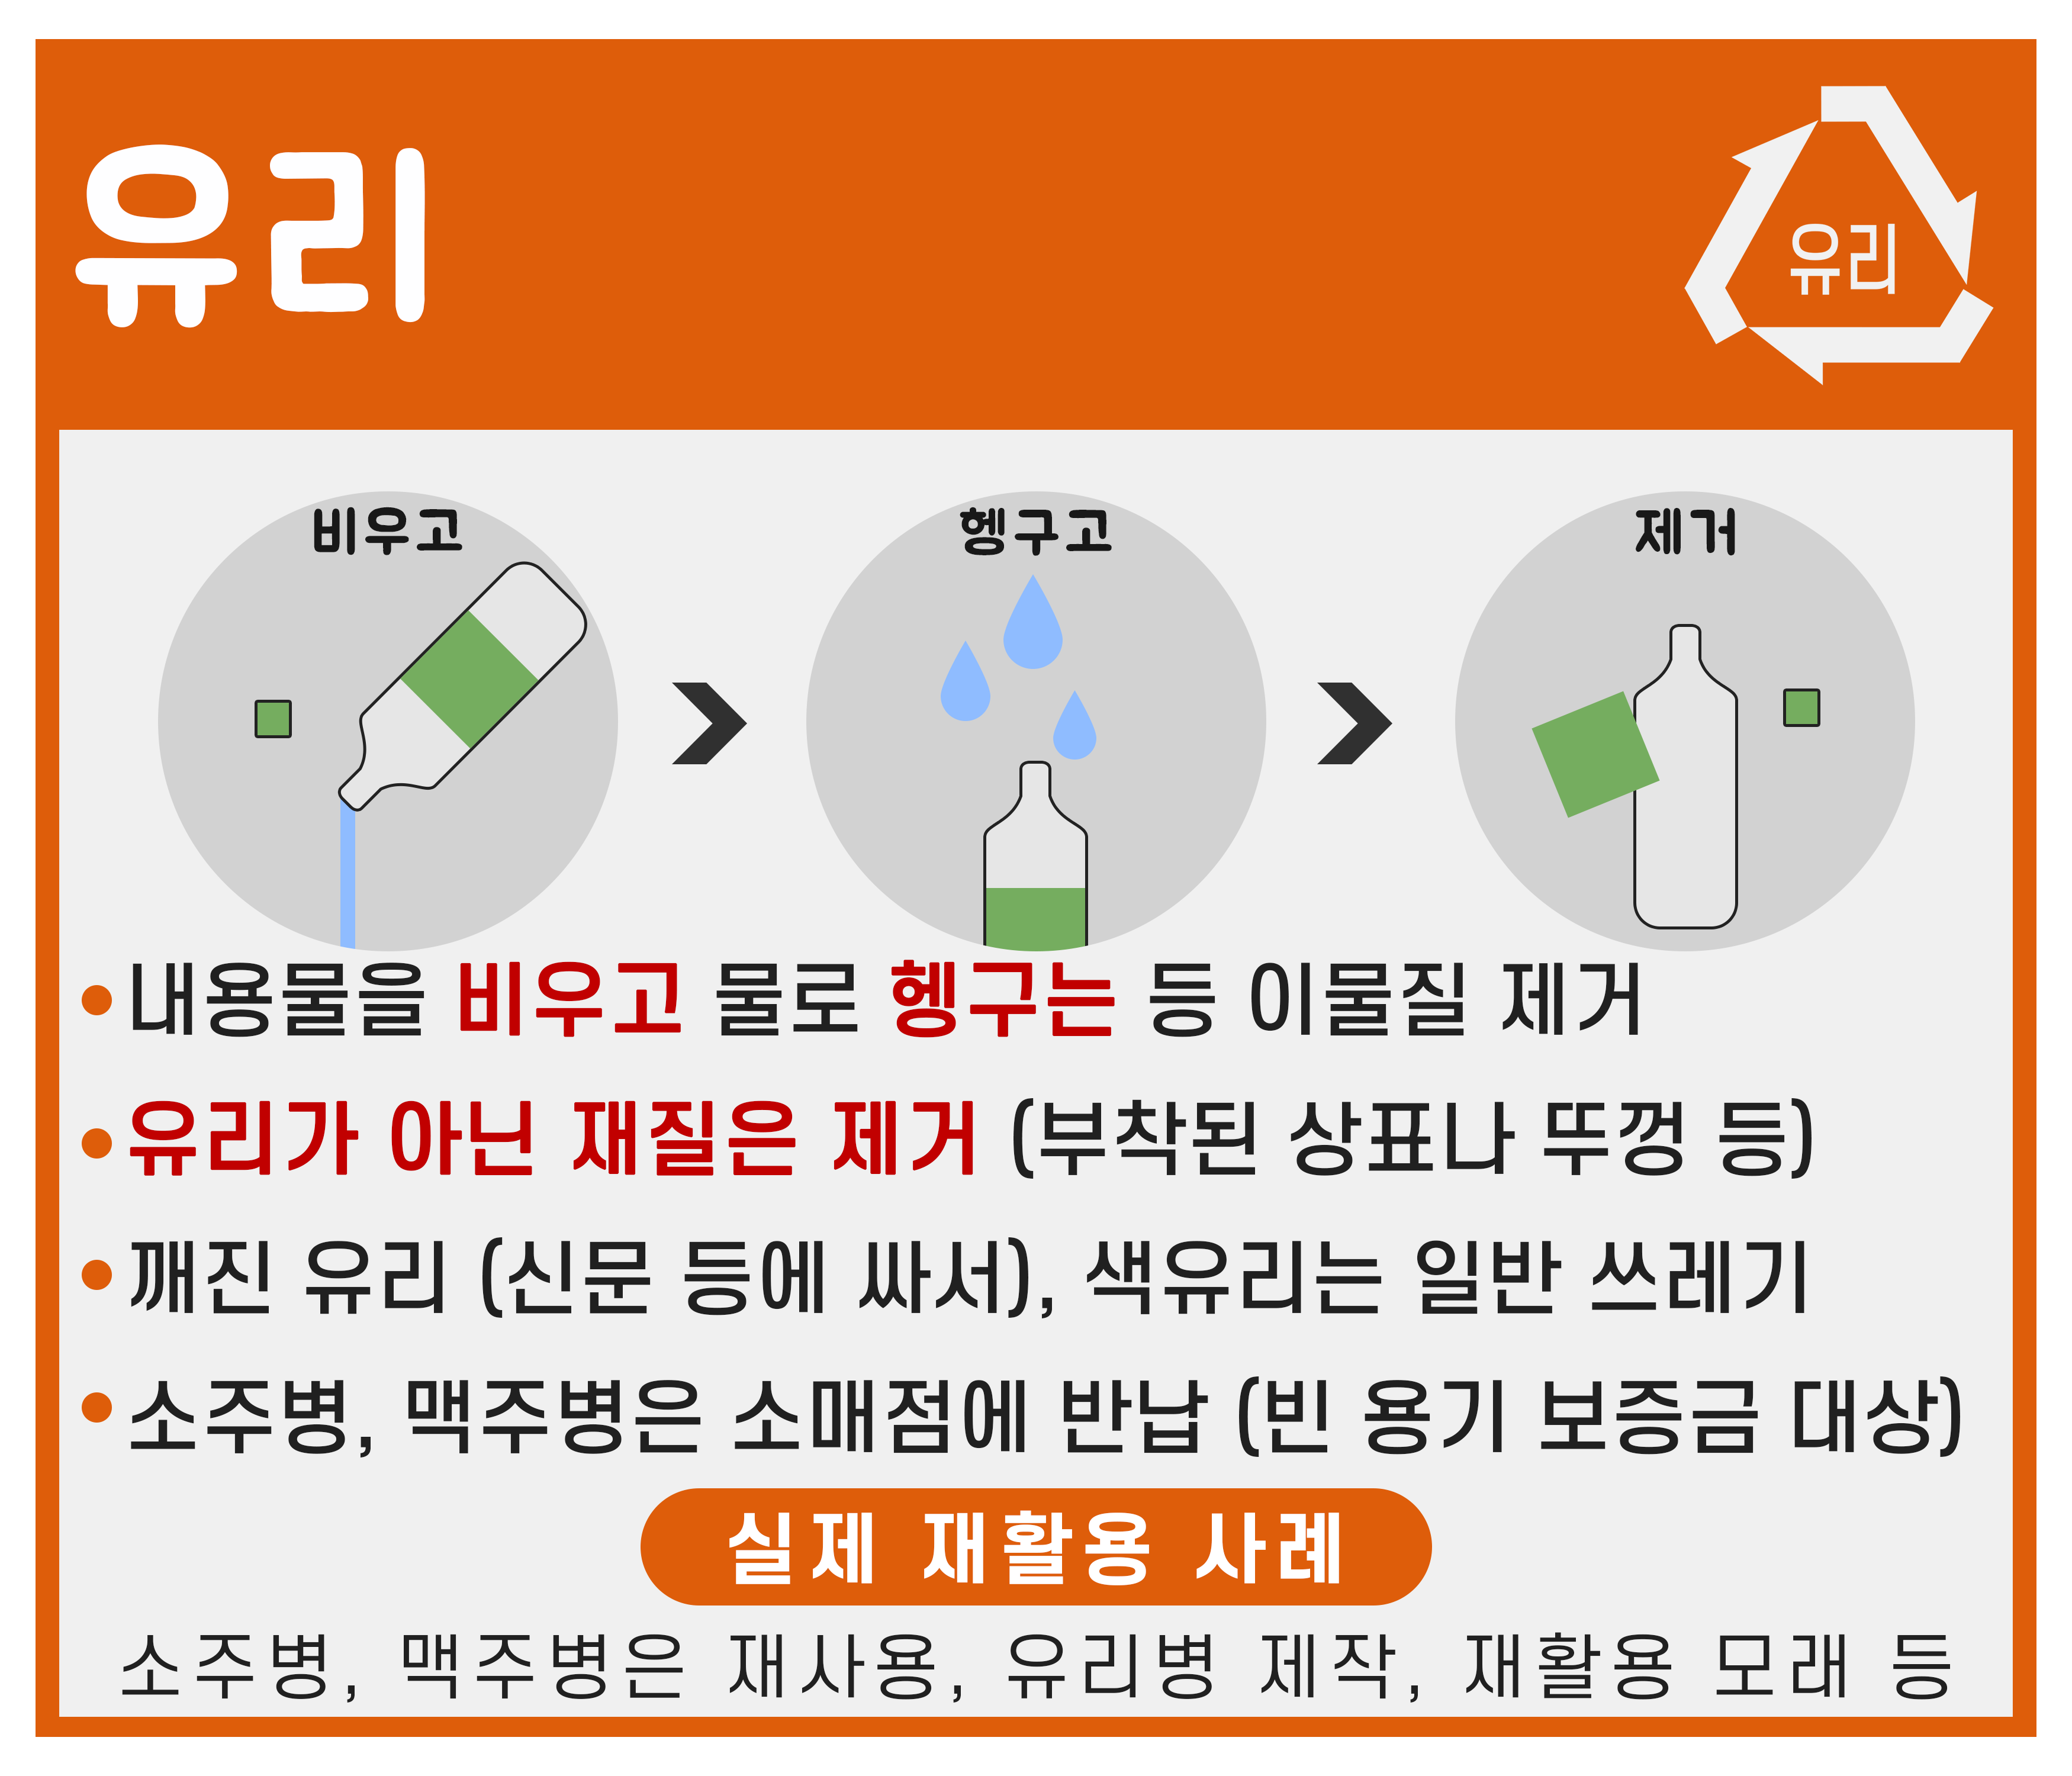 유리
유리
비우고
헹구고
제거
내용물을 비우고 물로 헹구는 등 이물질 제거
유리가 아닌 재질은 제거 (부착된 상표나 뚜껑 등)
깨진 유리 (신문 등에 싸서), 색유리는 일반 쓰레기
소주병, 맥주병은 소매점에 반납 (빈 용기 보증금 대상)
실제 재활용 사례
소주병, 맥주병은 재사용, 유리병 제작, 재활용 모래 등